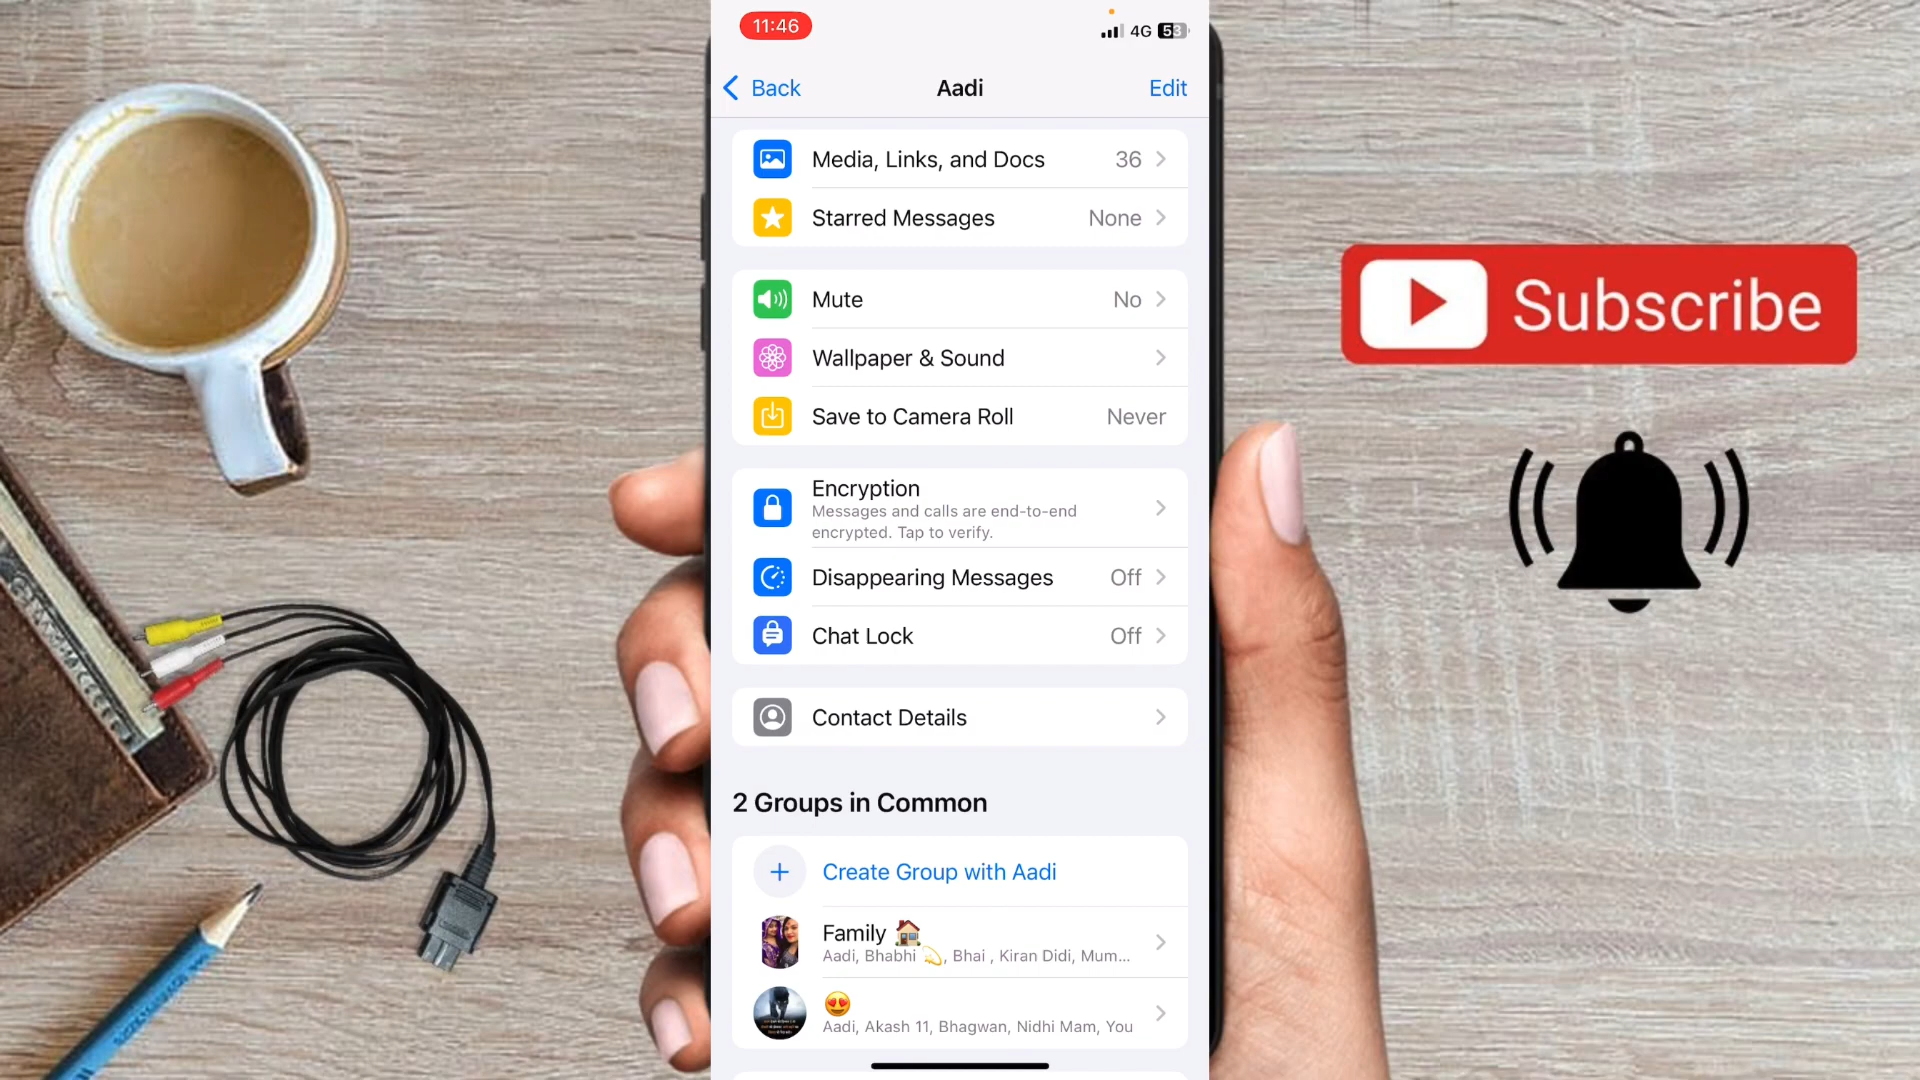 11:46
4G 53
Back
Aadi
Edit
Media, Links, and Docs 36
Starred Messages None
Mute No
Wallpaper & Sound
Save to Camera Roll Never
Encryption
Messages and calls are end-to-end
encrypted. Tap to verify.
Disappearing Messages Off
Chat Lock Off
Contact Details
2 Groups in Common
Create Group with Aadi
Family 🏠
Aadi, Bhabhi 💫, Bhai , Kiran Didi, Mum...
😍
Aadi, Akash 11, Bhagwan, Nidhi Mam, You
Subscribe